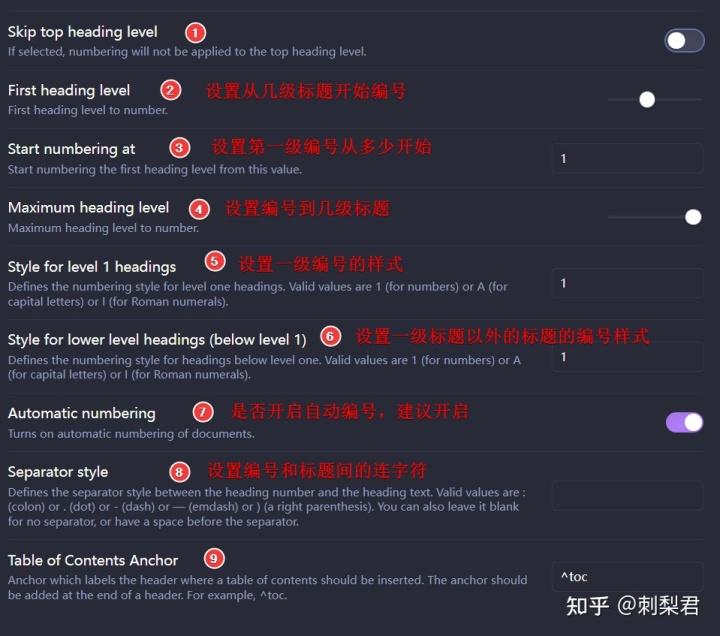 Skip top heading level 1
If selected, numbering will not be applied to the top heading level.
First heading level 2 设置从几级标题开始编号
First heading level to number.
Start numbering at 3 设置第一级编号从多少开始
Start numbering the first heading level from this value.
1
Maximum heading level 4 设置编号到几级标题
Maximum heading level to number.
Style for level 1 headings 5 设置一级编号的样式
Defines the numbering style for level one headings. Valid values are 1 (for numbers) or A (for
capital letters) or I (for Roman numerals).
1
Style for lower level headings (below level 1) 6 设置一级标题以外的标题的编号样式
Defines the numbering style for headings below level one. Valid values are 1 (for numbers) or A
(for capital letters) or I (for Roman numerals).
1
Automatic numbering 7 是否开启自动编号，建议开启
Turns on automatic numbering of documents.
Separator style 8 设置编号和标题间的连字符
Defines the separator style between the heading number and the heading text. Valid values are :
(colon) or . (dot) or - (dash) or — (emdash) or ) (a right parenthesis). You can also leave it blank
for no separator, or have a space before the separator.
Table of Contents Anchor 9
Anchor which labels the header where a table of contents should be inserted. The anchor should
be added at the end of a header. For example, ^toc.
^toc
知乎 @刺梨君